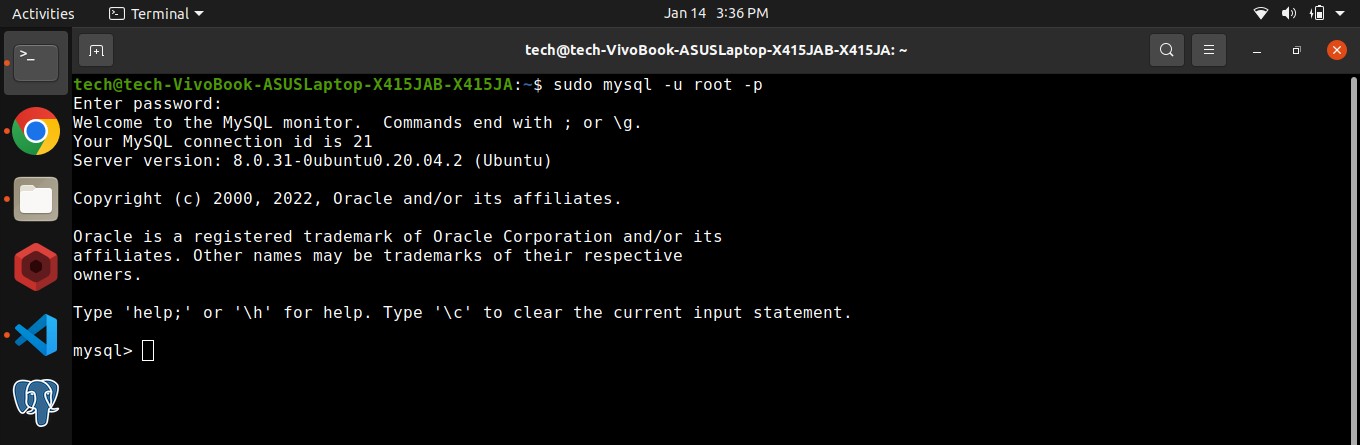 Activities
Terminal
Jan 14 3:36 PM
tech@tech-VivoBook-ASUSLaptop-X415JAB-X415JA: ~
tech@tech-VivoBook-ASUSLaptop-X415JAB-X415JA:~$ sudo mysql -u root -p
Enter password:
Welcome to the MySQL monitor.  Commands end with ; or \g.
Your MySQL connection id is 21
Server version: 8.0.31-0ubuntu0.20.04.2 (Ubuntu)
Copyright (c) 2000, 2022, Oracle and/or its affiliates.
Oracle is a registered trademark of Oracle Corporation and/or its
affiliates. Other names may be trademarks of their respective
owners.
Type 'help;' or '\h' for help. Type '\c' to clear the current input statement.
mysql>